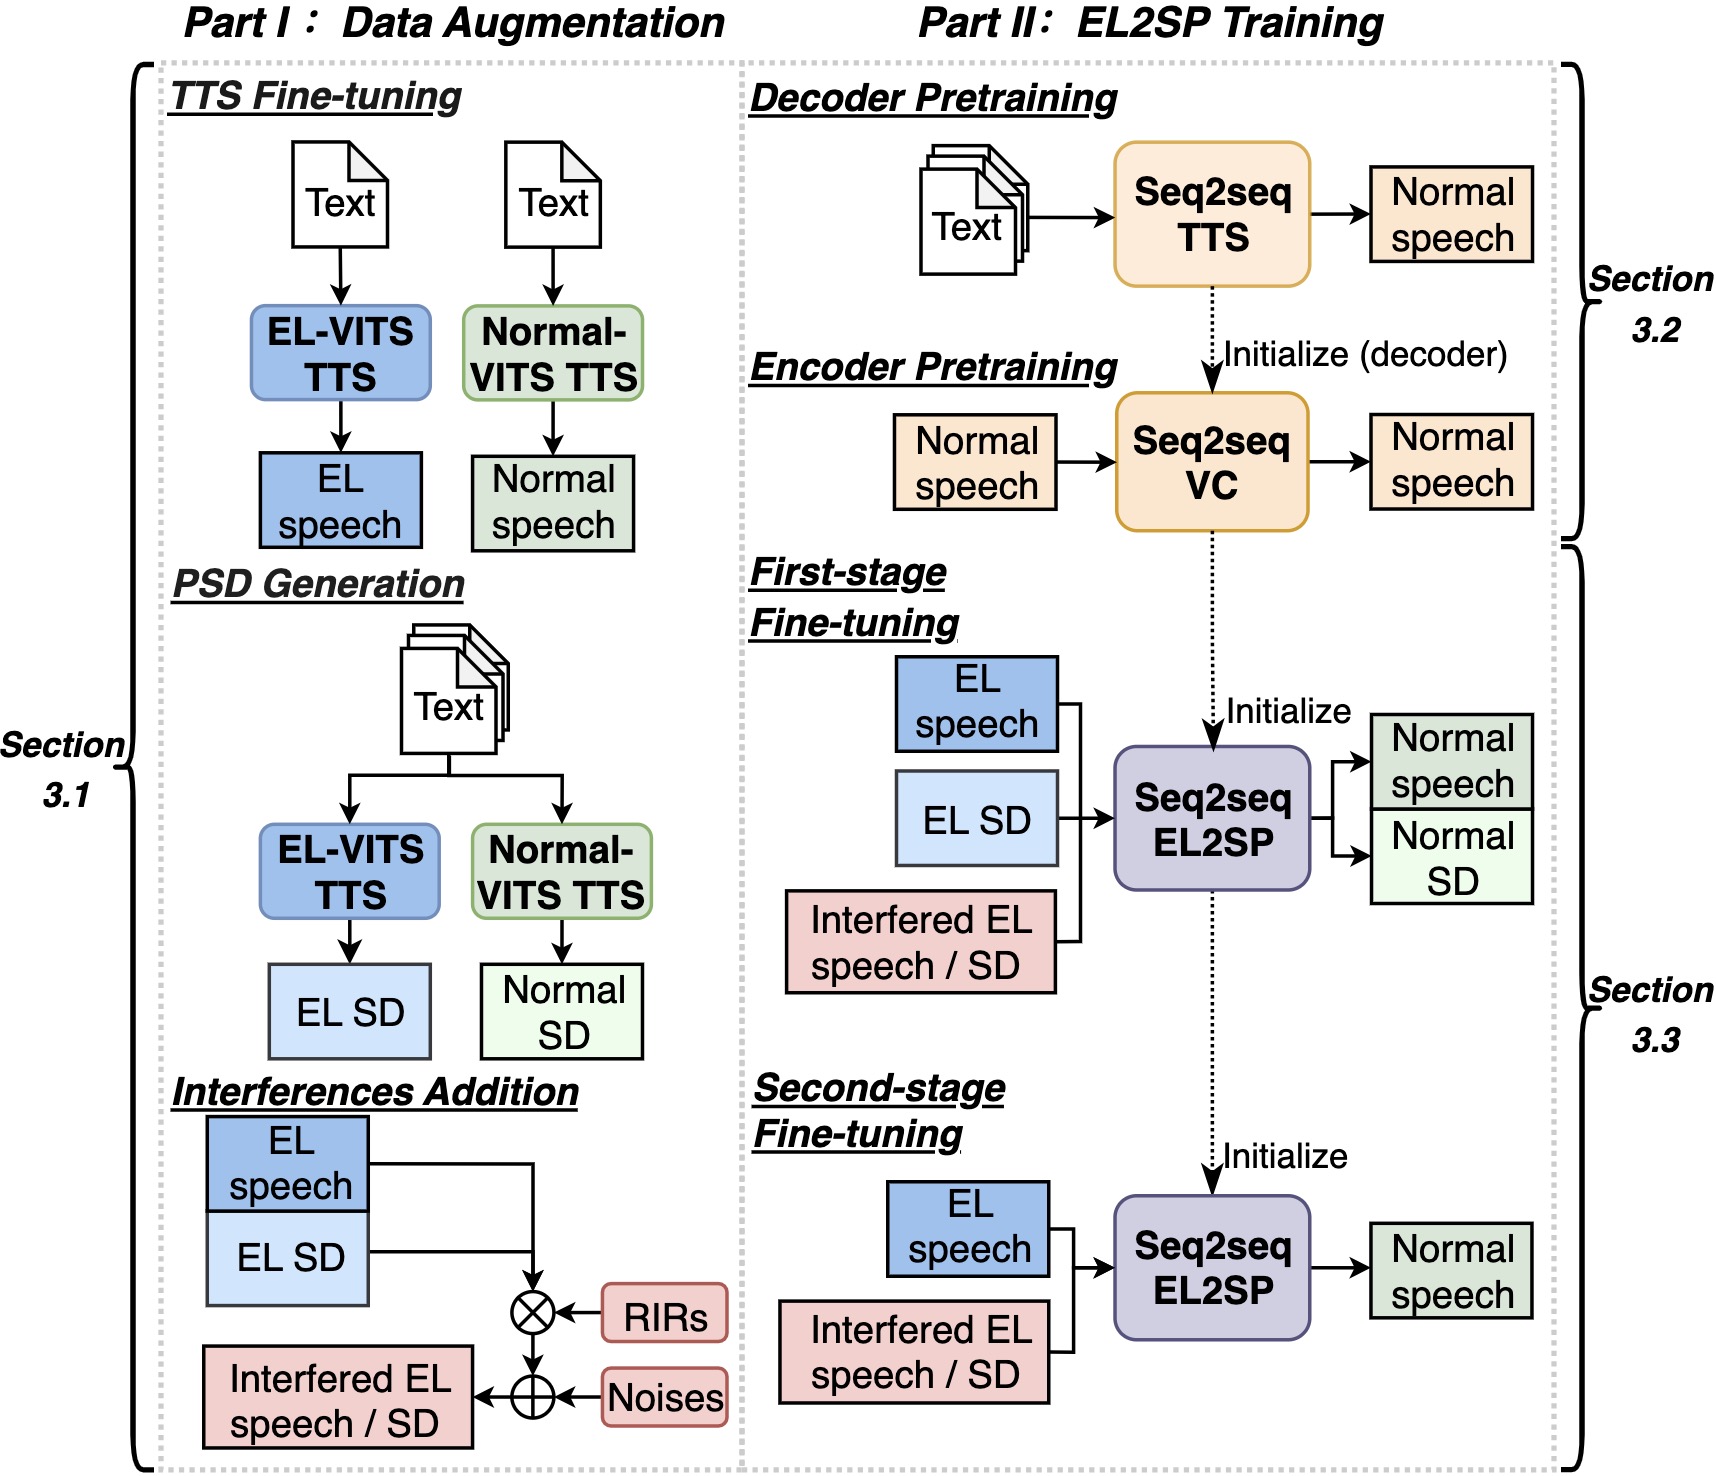 Part I： Data Augmentation
Part II： EL2SP Training
Section
3.1
TTS Fine-tuning
Text
Text
EL-VITS
TTS
Normal-
VITS TTS
EL
speech
Normal
speech
PSD Generation
Text
EL-VITS
TTS
Normal-
VITS TTS
EL SD
Normal
SD
Interferences Addition
EL
speech
EL SD
RIRs
Noises
Interfered EL
speech / SD
Decoder Pretraining
Text
Seq2seq
TTS
Normal
speech
Initialize (decoder)
Encoder Pretraining
Normal
speech
Seq2seq
VC
Normal
speech
Section
3.2
First-stage
Fine-tuning
EL
speech
EL SD
Interfered EL
speech / SD
Initialize
Seq2seq
EL2SP
Normal
speech
Normal
SD
Second-stage
Fine-tuning
EL
speech
Interfered EL
speech / SD
Initialize
Seq2seq
EL2SP
Normal
speech
Section
3.3